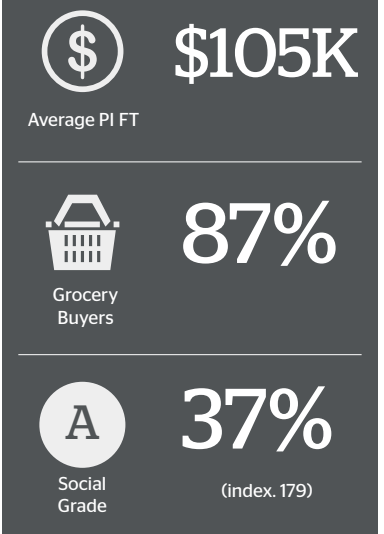 $
$105K
Average PI FT
87%
Grocery
Buyers
A
37%
Social
Grade
(index. 179)